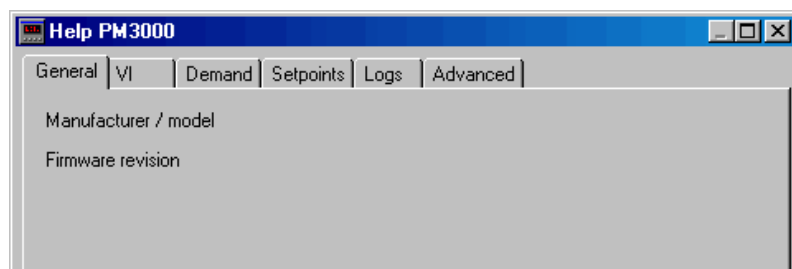 Help PM3000
General VI Demand Setpoints Logs Advanced
Manufacturer / model
Firmware revision